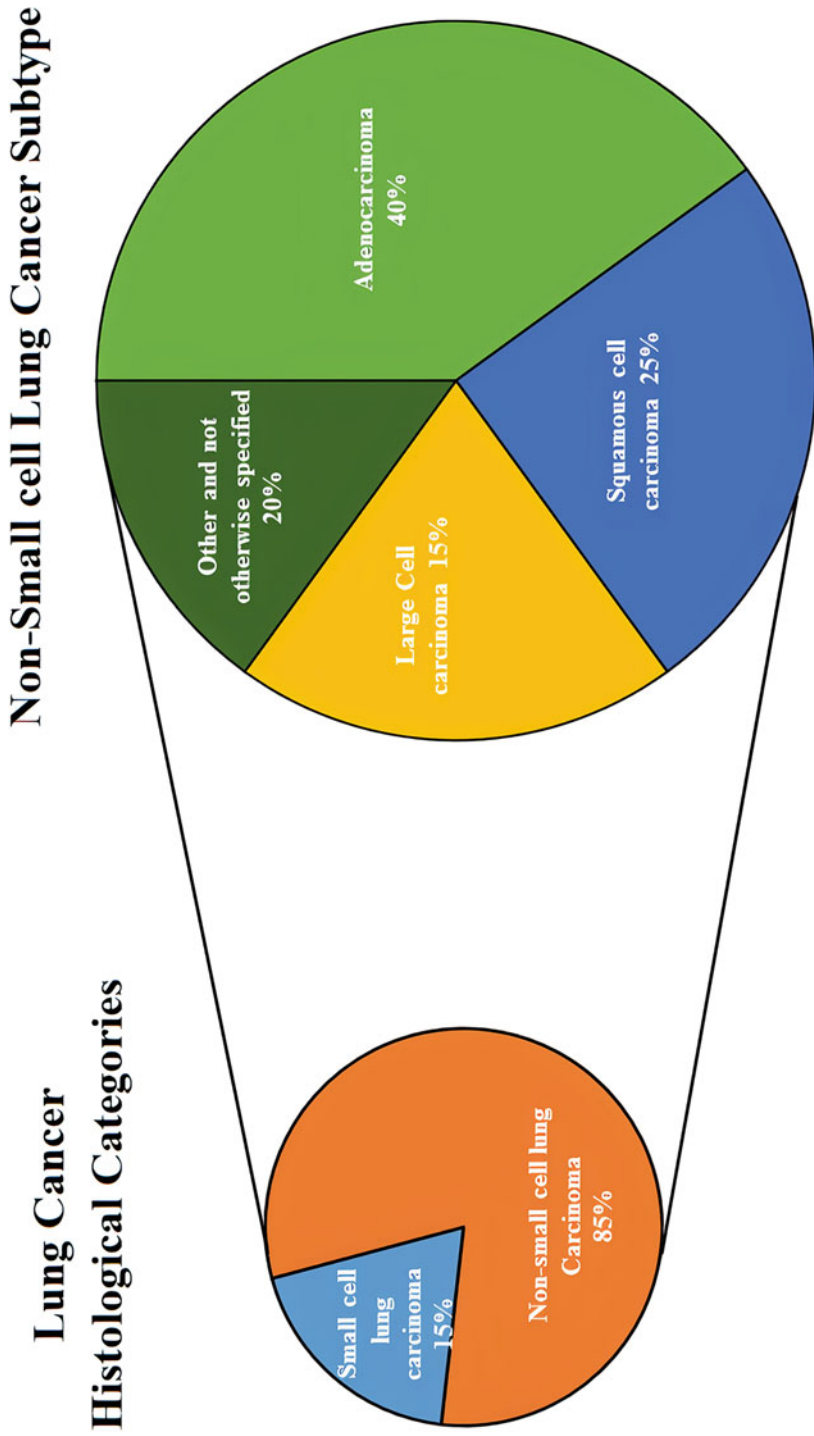 Lung Cancer
Histological Categories
Small cell
lung
carcinoma
15%
Non-small cell lung
Carcinoma
85%
Non-Small cell Lung Cancer Subtype
Other and not
otherwise specified
20%
Adenocarcinoma
40%
Large Cell
carcinoma 15%
Squamous cell
carcinoma 25%